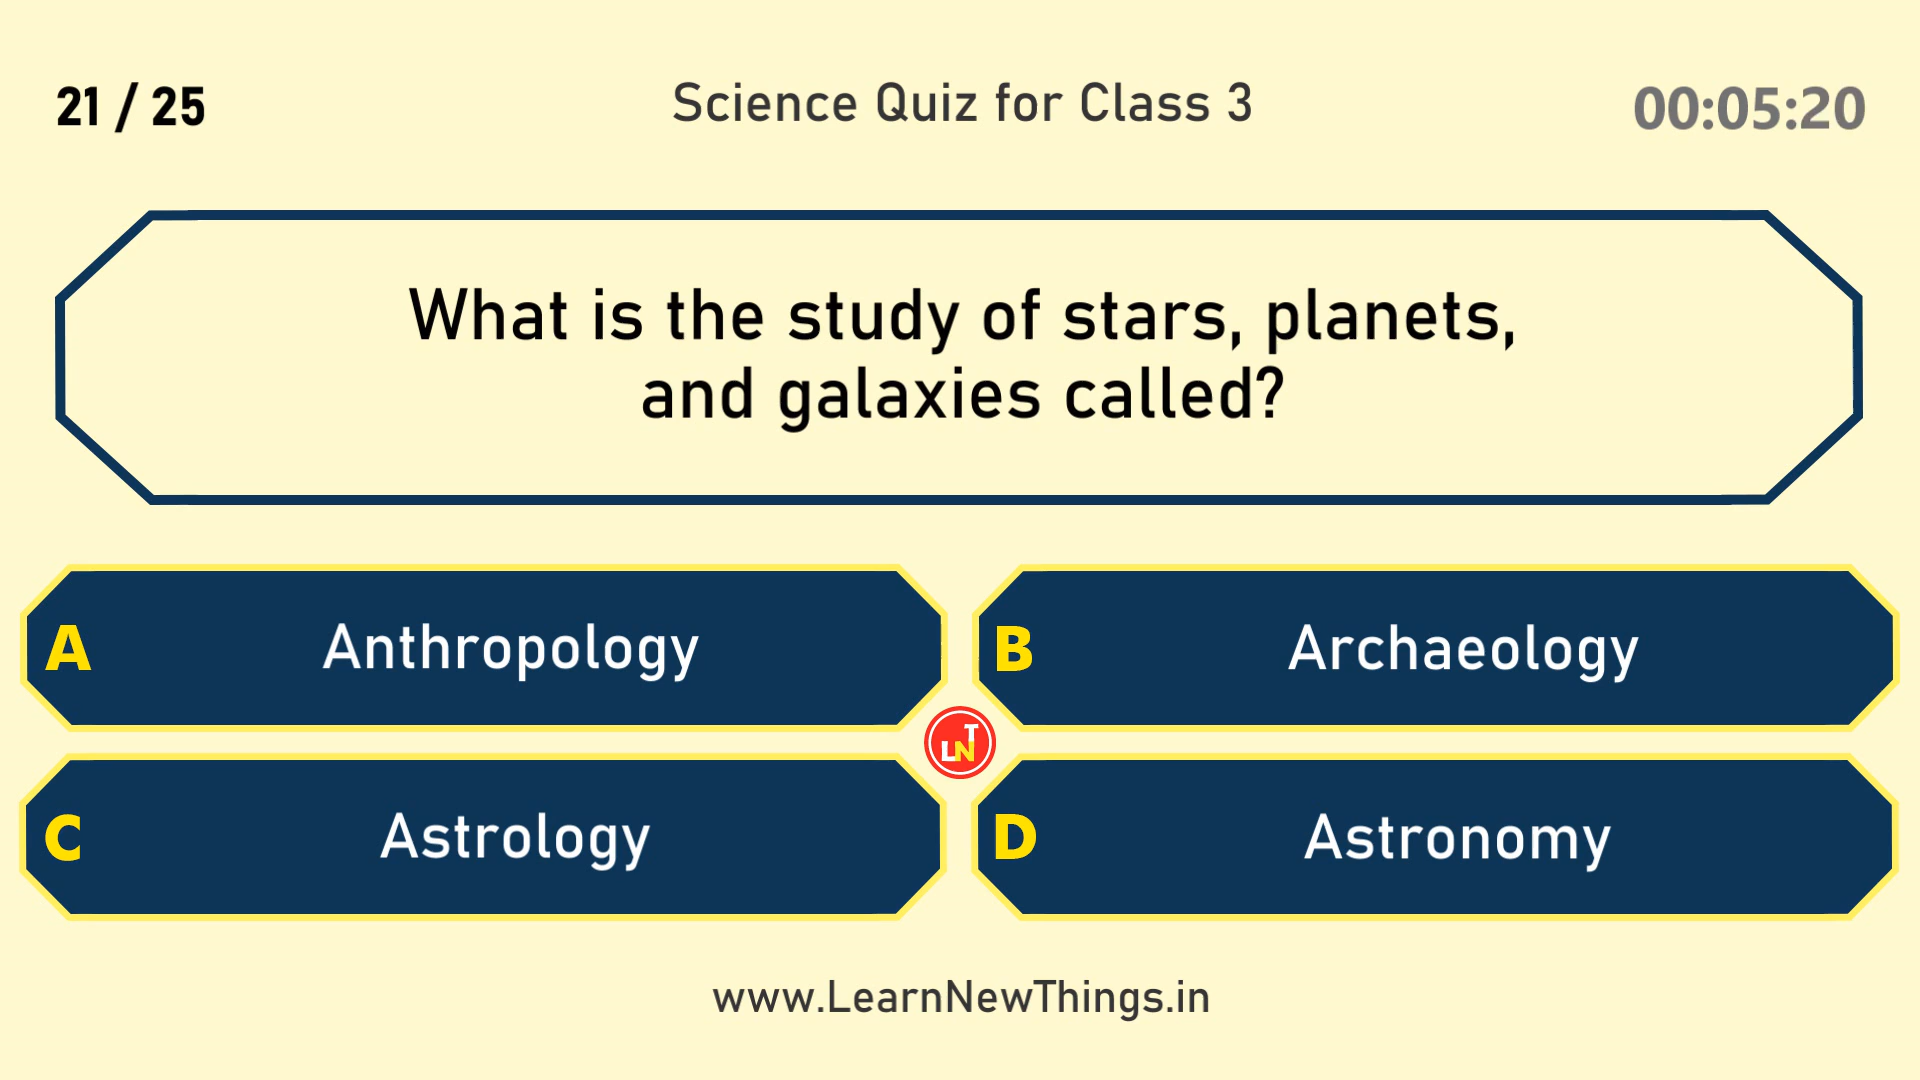 21 / 25
Science Quiz for Class 3
00:05:20
What is the study of stars, planets,
and galaxies called?
A Anthropology
B Archaeology
LNT
C Astrology
D Astronomy
www.LearnNewThings.in